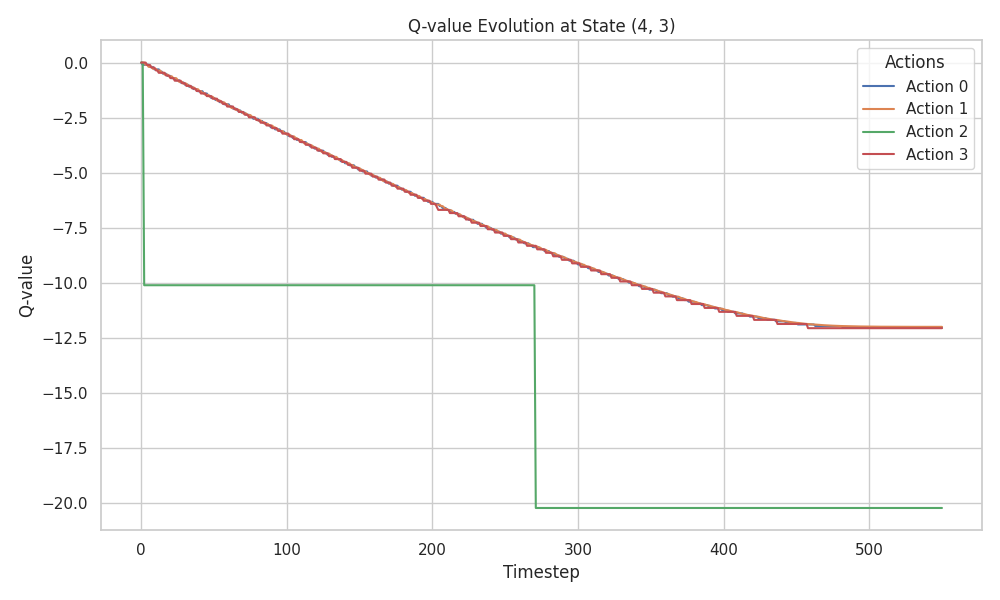 Q-value Evolution at State (4, 3)
Q-value
0.0
−2.5
−5.0
−7.5
−10.0
−12.5
−15.0
−17.5
−20.0
Actions
Action 0
Action 1
Action 2
Action 3
0 100 200 300 400 500
Timestep